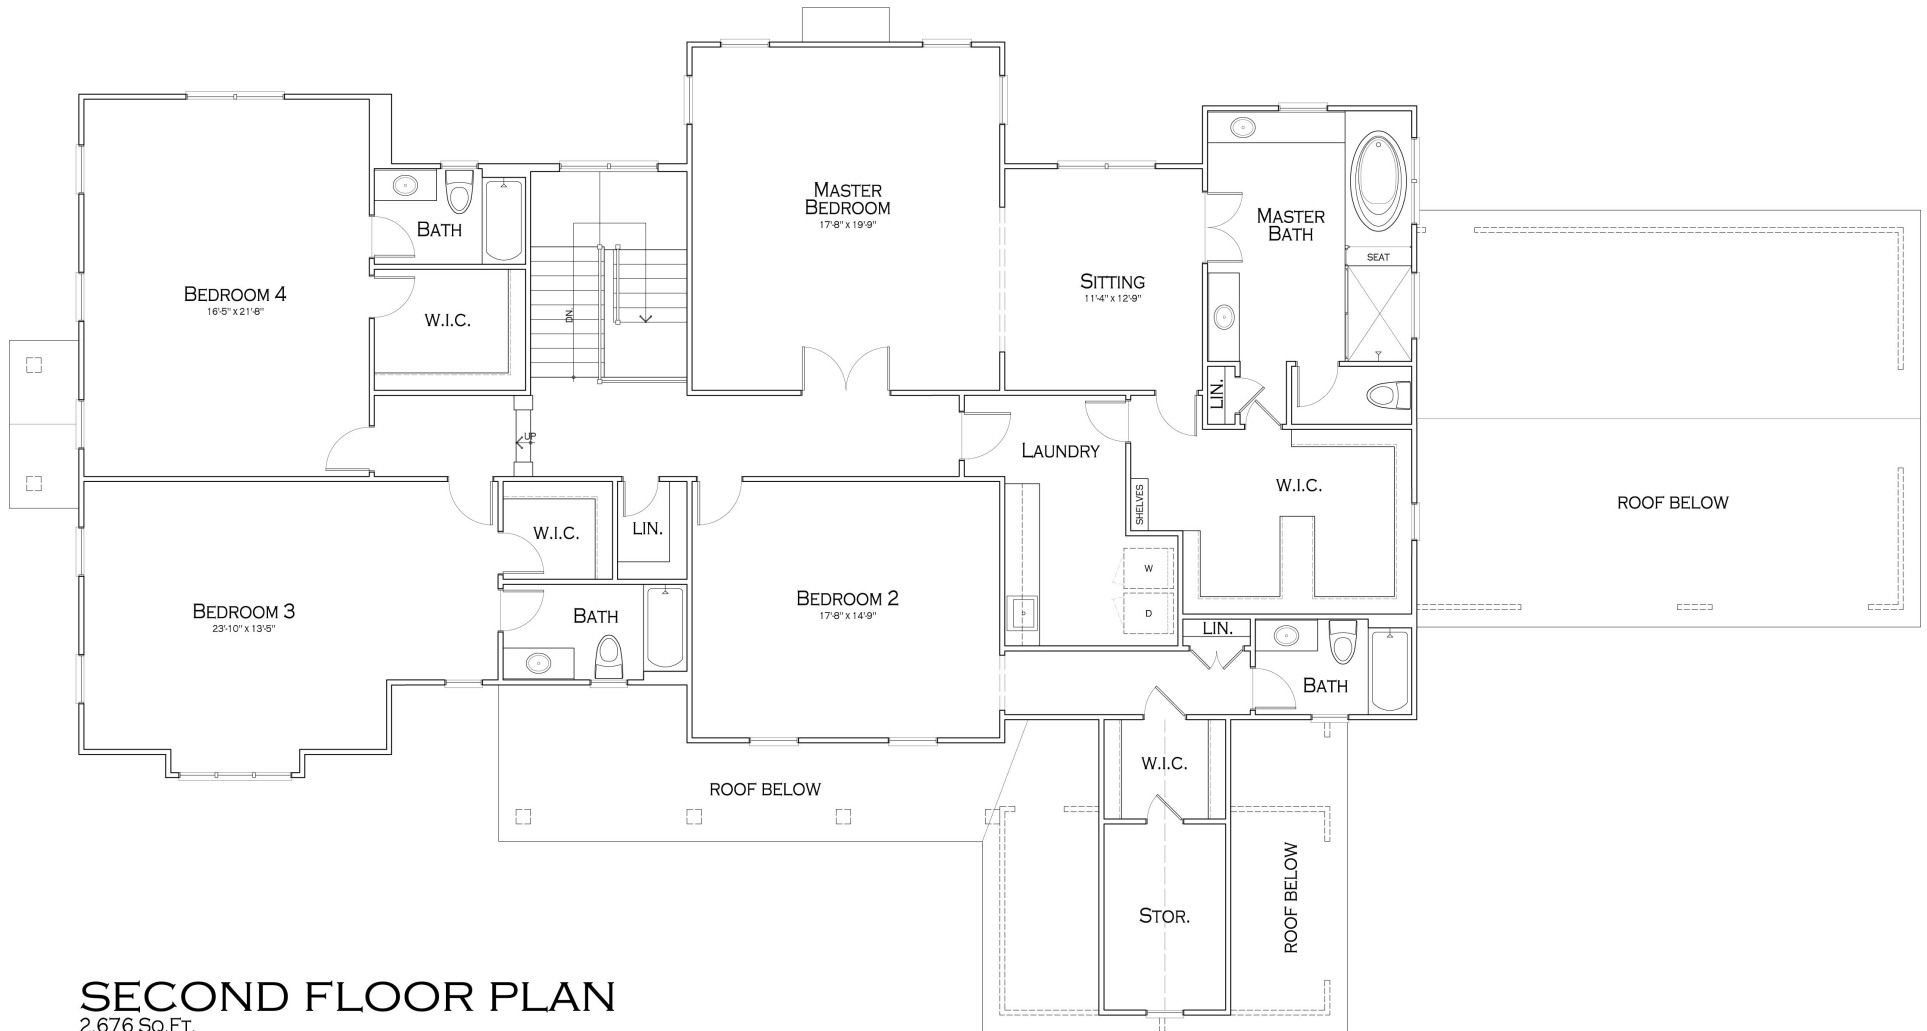 MASTER
BEDROOM
17'-8" x 19'-9"
BATH
MASTER
BATH
SEAT
BEDROOM 4
16'-5" x 21'-8"
W.I.C.
DN.
SITTING
11'-4" x 12'-9"
LIN.
UP
LAUNDRY
W.I.C.
SHELVES
ROOF BELOW
W.I.C.
LIN.
W
D
BEDROOM 3
23'-10" x 13'-5"
BATH
BEDROOM 2
17'-8" x 14'-9"
LIN.
BATH
W.I.C.
ROOF BELOW
STOR.
ROOF BELOW
SECOND FLOOR PLAN
2,676 SQ.FT.